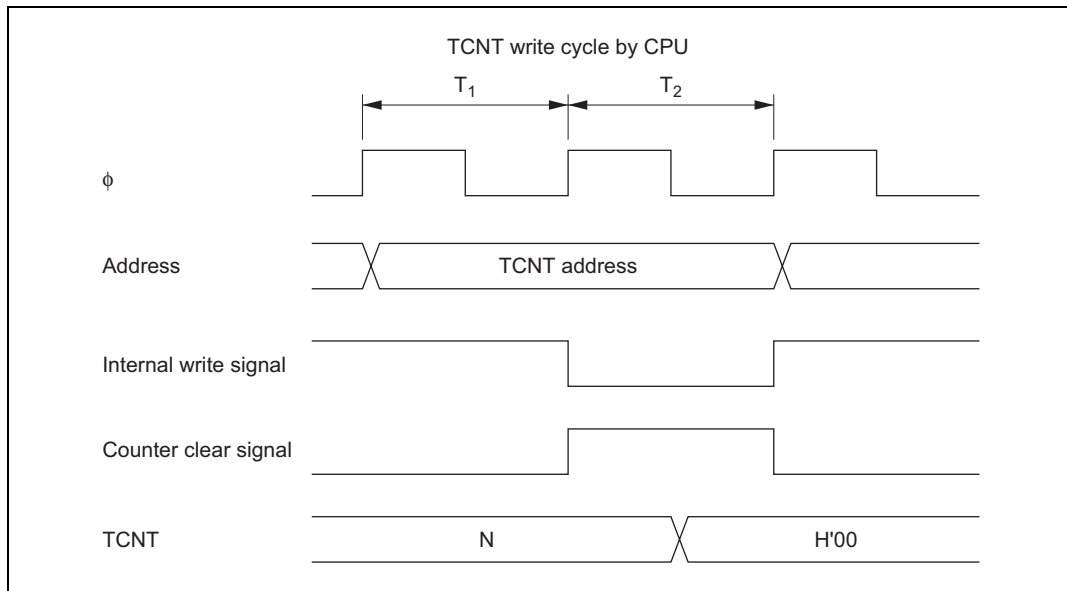 TCNT write cycle by CPU
T₁ T₂
ϕ
Address TCNT address
Internal write signal
Counter clear signal
TCNT N H'00